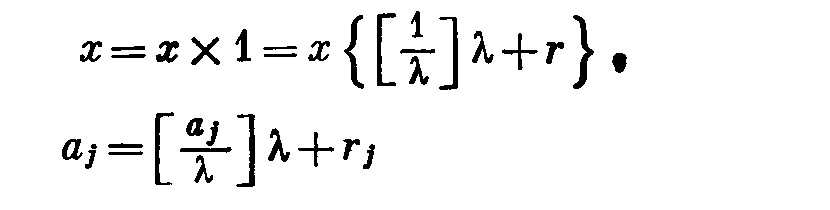 x = x × 1 = x { [ 1/λ ] λ + r } .
a_j = [ a_j/λ ] λ + r_j